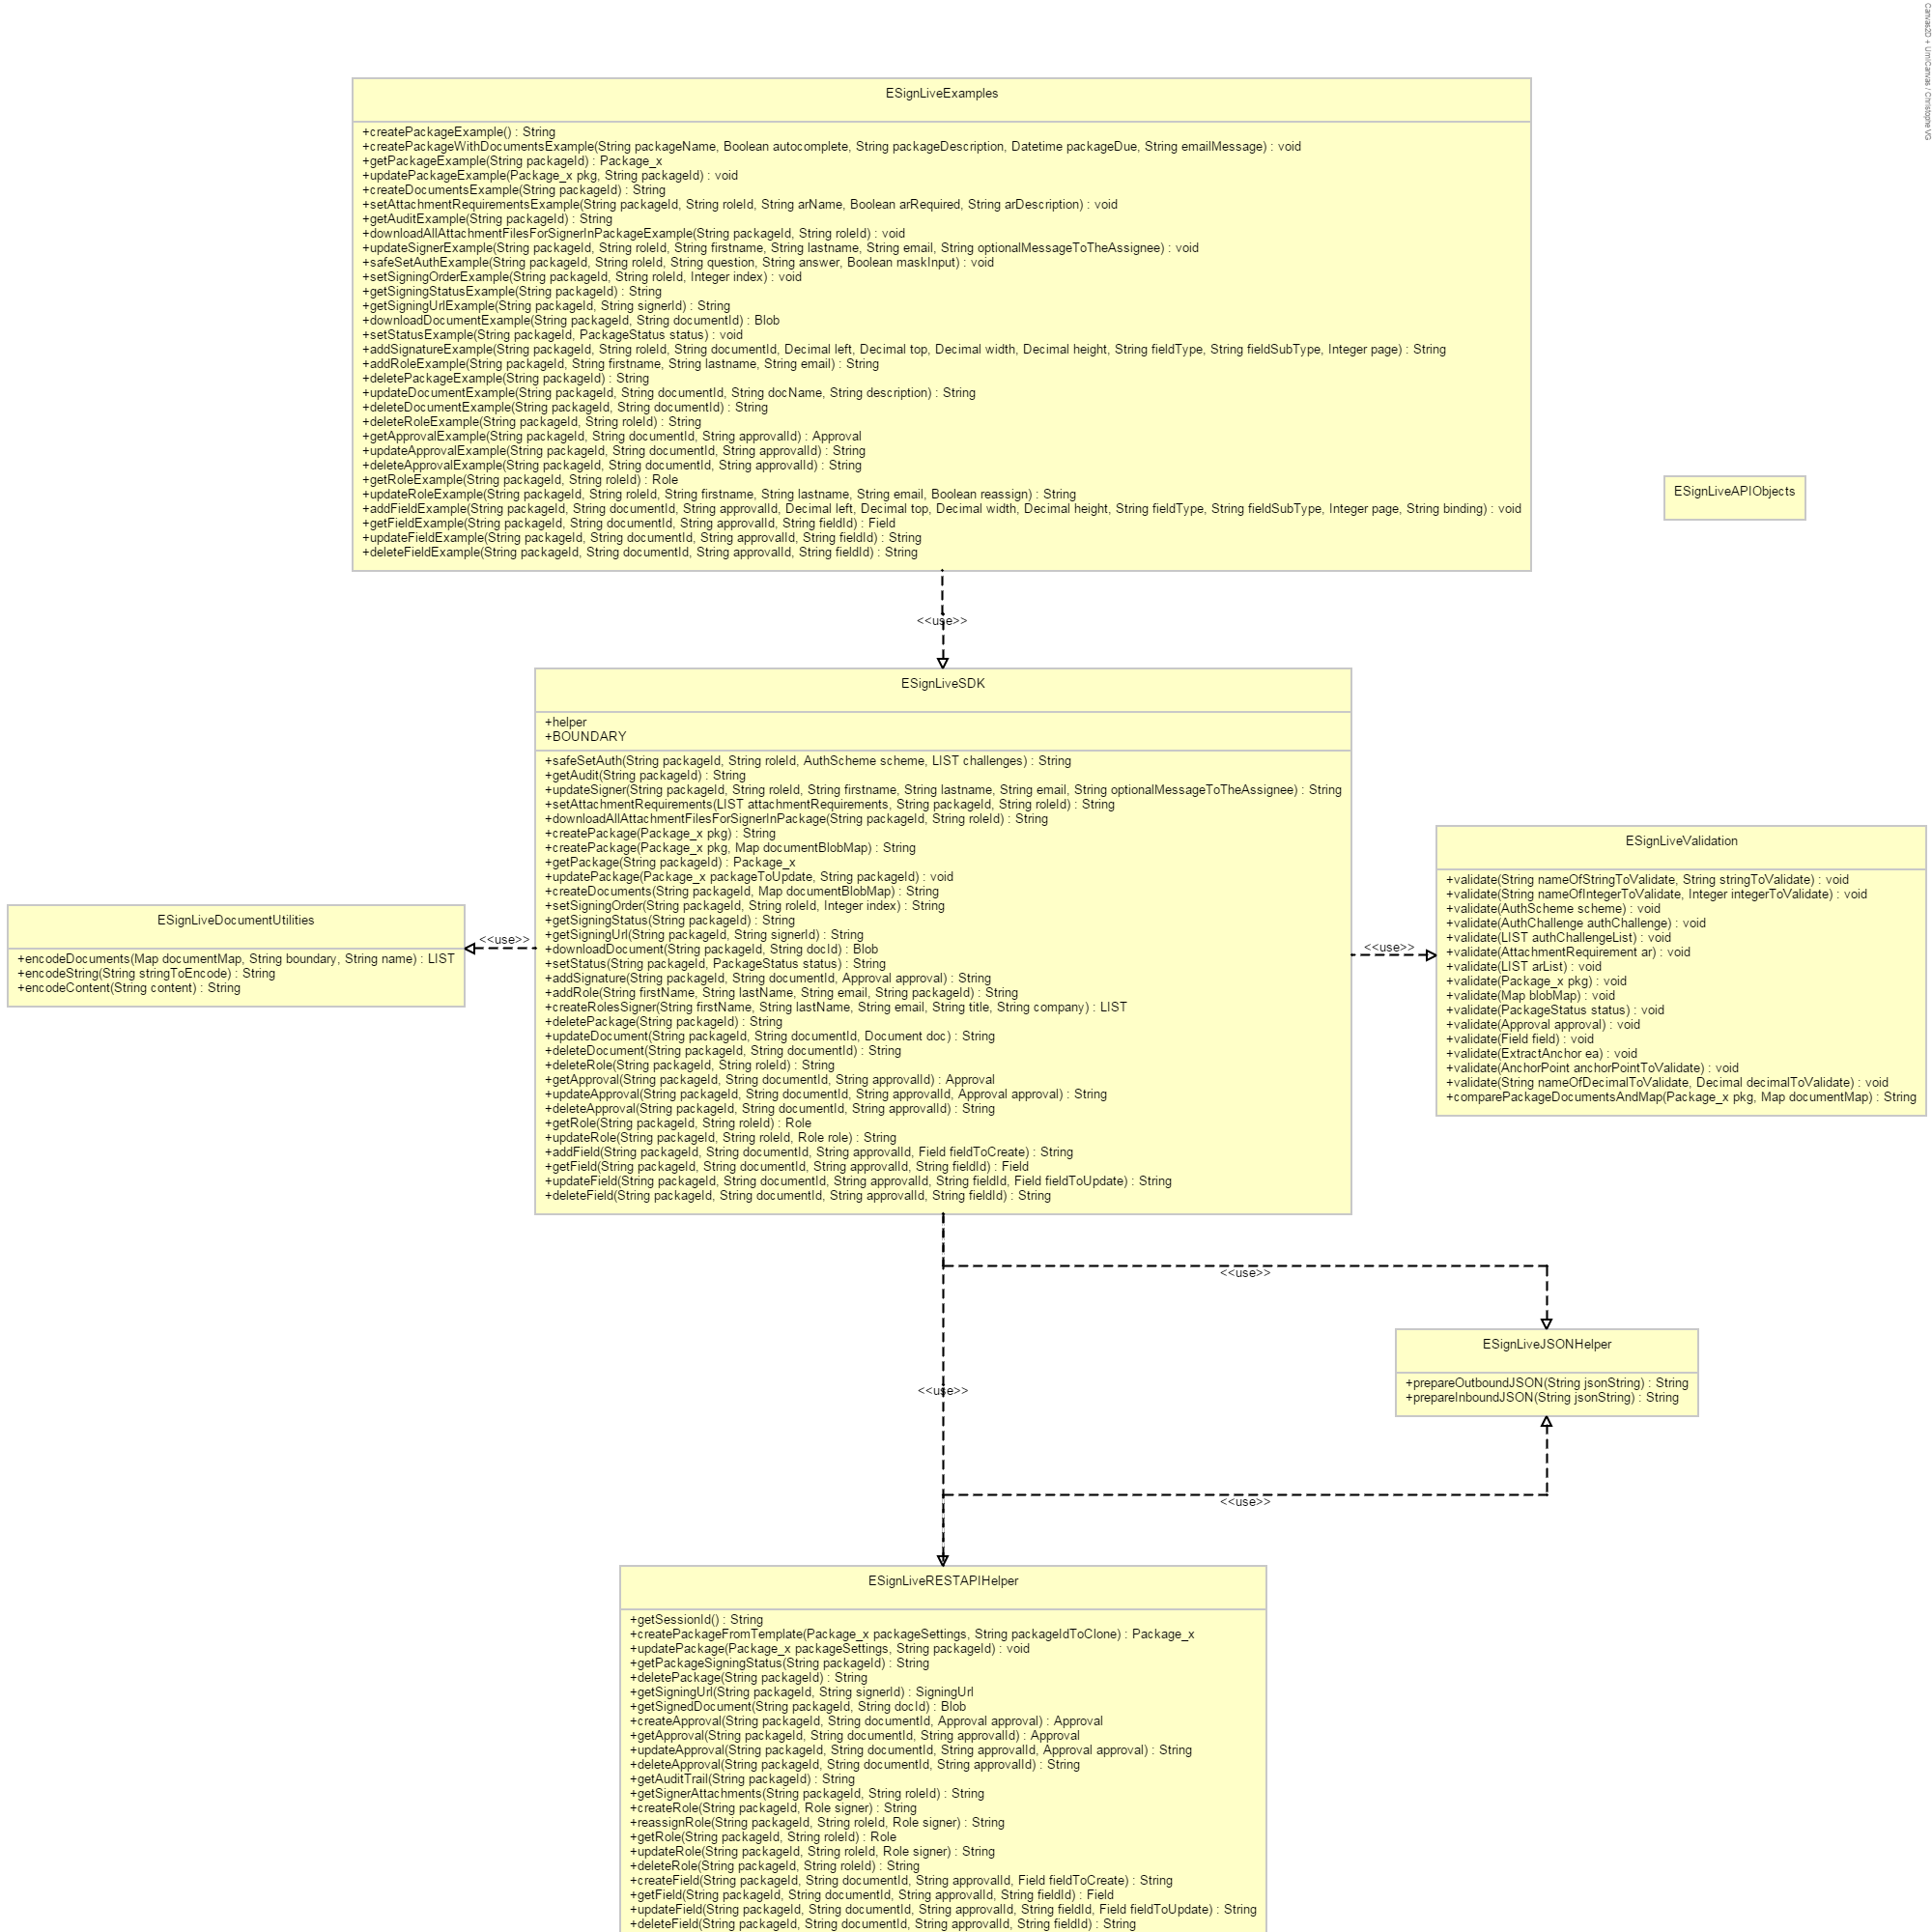 Canvas2D + UmlCanvas / Christophe VG
ESignLiveExamples
+createPackageExample() : String
+createPackageWithDocumentsExample(String packageName, Boolean autocomplete, String packageDescription, Datetime packageDue, String emailMessage) : void
+getPackageExample(String packageId) : Package_x
+updatePackageExample(Package_x pkg, String packageId) : void
+createDocumentsExample(String packageId) : String
+setAttachmentRequirementsExample(String packageId, String roleId, String arName, Boolean arRequired, String arDescription) : void
+getAuditExample(String packageId) : String
+downloadAllAttachmentFilesForSignerInPackageExample(String packageId, String roleId) : void
+updateSignerExample(String packageId, String roleId, String firstname, String lastname, String email, String optionalMessageToTheAssignee) : void
+safeSetAuthExample(String packageId, String roleId, String question, String answer, Boolean maskInput) : void
+setSigningOrderExample(String packageId, String roleId, Integer index) : void
+getSigningStatusExample(String packageId) : String
+getSigningUrlExample(String packageId, String signerId) : String
+downloadDocumentExample(String packageId, String documentId) : Blob
+setStatusExample(String packageId, PackageStatus status) : void
+addSignatureExample(String packageId, String roleId, String documentId, Decimal left, Decimal top, Decimal width, Decimal height, String fieldType, String fieldSubType, Integer page) : String
+addRoleExample(String packageId, String firstname, String lastname, String email) : String
+deletePackageExample(String packageId) : String
+updateDocumentExample(String packageId, String documentId, String docName, String description) : String
+deleteDocumentExample(String packageId, String documentId) : String
+deleteRoleExample(String packageId, String roleId) : String
+getApprovalExample(String packageId, String documentId, String approvalId) : Approval
+updateApprovalExample(String packageId, String documentId, String approvalId) : String
+deleteApprovalExample(String packageId, String documentId, String approvalId) : String
+getRoleExample(String packageId, String roleId) : Role
+updateRoleExample(String packageId, String roleId, String firstname, String lastname, String email, Boolean reassign) : String
+addFieldExample(String packageId, String documentId, String approvalId, Decimal left, Decimal top, Decimal width, Decimal height, String fieldType, String fieldSubType, Integer page, String binding) : void
+getFieldExample(String packageId, String documentId, String approvalId, String fieldId) : Field
+updateFieldExample(String packageId, String documentId, String approvalId, String fieldId) : String
+deleteFieldExample(String packageId, String documentId, String approvalId, String fieldId) : String
ESignLiveAPIObjects
<<use>>
ESignLiveSDK
+helper
+BOUNDARY
+safeSetAuth(String packageId, String roleId, AuthScheme scheme, LIST challenges) : String
+getAudit(String packageId) : String
+updateSigner(String packageId, String roleId, String firstname, String lastname, String email, String optionalMessageToTheAssignee) : String
+setAttachmentRequirements(LIST attachmentRequirements, String packageId, String roleId) : String
+downloadAllAttachmentFilesForSignerInPackage(String packageId, String roleId) : String
+createPackage(Package_x pkg) : String
+createPackage(Package_x pkg, Map documentBlobMap) : String
+getPackage(String packageId) : Package_x
+updatePackage(Package_x packageToUpdate, String packageId) : void
+createDocuments(String packageId, Map documentBlobMap) : String
+setSigningOrder(String packageId, String roleId, Integer index) : String
+getSigningStatus(String packageId) : String
+getSigningUrl(String packageId, String signerId) : String
+downloadDocument(String packageId, String docId) : Blob
+setStatus(String packageId, PackageStatus status) : String
+addSignature(String packageId, String documentId, Approval approval) : String
+addRole(String firstName, String lastName, String email, String packageId) : String
+createRolesSigner(String firstName, String lastName, String email, String title, String company) : LIST
+deletePackage(String packageId) : String
+updateDocument(String packageId, String documentId, Document doc) : String
+deleteDocument(String packageId, String documentId) : String
+deleteRole(String packageId, String roleId) : String
+getApproval(String packageId, String documentId, String approvalId) : Approval
+updateApproval(String packageId, String documentId, String approvalId, Approval approval) : String
+deleteApproval(String packageId, String documentId, String approvalId) : String
+getRole(String packageId, String roleId) : Role
+updateRole(String packageId, String roleId, Role role) : String
+addField(String packageId, String documentId, String approvalId, Field fieldToCreate) : String
+getField(String packageId, String documentId, String approvalId, String fieldId) : Field
+updateField(String packageId, String documentId, String approvalId, String fieldId, Field fieldToUpdate) : String
+deleteField(String packageId, String documentId, String approvalId, String fieldId) : String
<<use>>
ESignLiveDocumentUtilities
+encodeDocuments(Map documentMap, String boundary, String name) : LIST
+encodeString(String stringToEncode) : String
+encodeContent(String content) : String
<<use>>
ESignLiveValidation
+validate(String nameOfStringToValidate, String stringToValidate) : void
+validate(String nameOfIntegerToValidate, Integer integerToValidate) : void
+validate(AuthScheme scheme) : void
+validate(AuthChallenge authChallenge) : void
+validate(LIST authChallengeList) : void
+validate(AttachmentRequirement ar) : void
+validate(LIST arList) : void
+validate(Package_x pkg) : void
+validate(Map blobMap) : void
+validate(PackageStatus status) : void
+validate(Approval approval) : void
+validate(Field field) : void
+validate(ExtractAnchor ea) : void
+validate(AnchorPoint anchorPointToValidate) : void
+validate(String nameOfDecimalToValidate, Decimal decimalToValidate) : void
+comparePackageDocumentsAndMap(Package_x pkg, Map documentMap) : String
<<use>>
ESignLiveJSONHelper
+prepareOutboundJSON(String jsonString) : String
+prepareInboundJSON(String jsonString) : String
<<use>>
<<use>>
ESignLiveRESTAPIHelper
+getSessionId() : String
+createPackageFromTemplate(Package_x packageSettings, String packageIdToClone) : Package_x
+updatePackage(Package_x packageSettings, String packageId) : void
+getPackageSigningStatus(String packageId) : String
+deletePackage(String packageId) : String
+getSigningUrl(String packageId, String signerId) : SigningUrl
+getSignedDocument(String packageId, String docId) : Blob
+createApproval(String packageId, String documentId, Approval approval) : Approval
+getApproval(String packageId, String documentId, String approvalId) : Approval
+updateApproval(String packageId, String documentId, String approvalId, Approval approval) : String
+deleteApproval(String packageId, String documentId, String approvalId) : String
+getAuditTrail(String packageId) : String
+getSignerAttachments(String packageId, String roleId) : String
+createRole(String packageId, Role signer) : String
+reassignRole(String packageId, String roleId, Role signer) : String
+getRole(String packageId, String roleId) : Role
+updateRole(String packageId, String roleId, Role signer) : String
+deleteRole(String packageId, String roleId) : String
+createField(String packageId, String documentId, String approvalId, Field fieldToCreate) : String
+getField(String packageId, String documentId, String approvalId, String fieldId) : Field
+updateField(String packageId, String documentId, String approvalId, String fieldId, Field fieldToUpdate) : String
+deleteField(String packageId, String documentId, String approvalId, String fieldId) : String